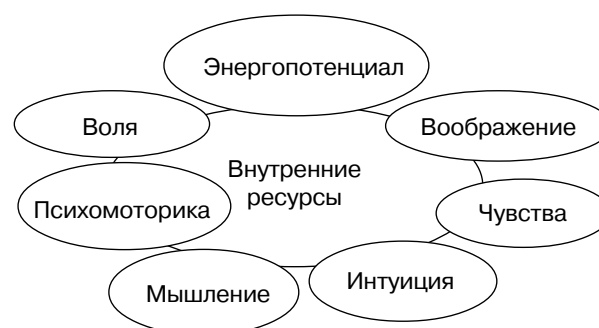 Энергопотенциал
Воля
Воображение
Внутренние
ресурсы
Психомоторика
Чувства
Интуиция
Мышление